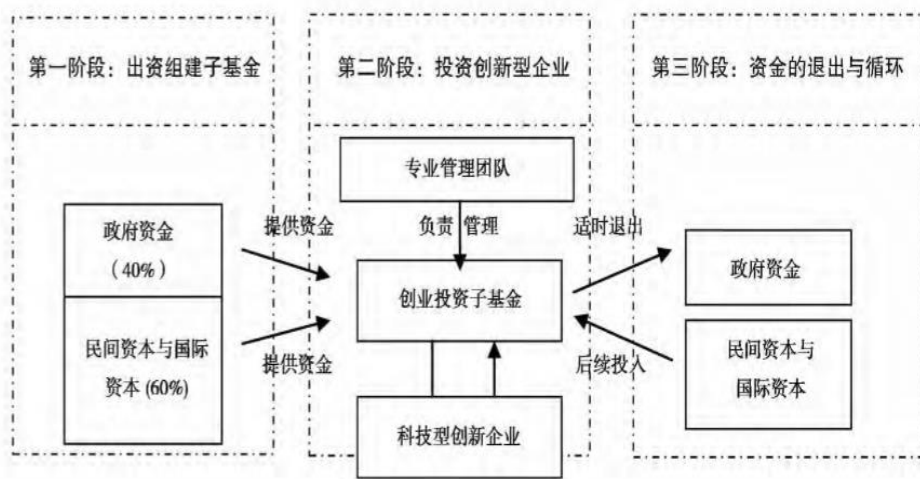 第一阶段：出资组建子基金
第二阶段：投资创新型企业
第三阶段：资金的退出与循环
政府资金
（40%）
民间资本与国际
资本(60%)
提供资金
提供资金
专业管理团队
负责 管理
创业投资子基金
科技型创新企业
适时退出
后续投入
政府资金
民间资本与
国际资本